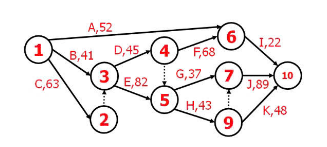 A,52
6
I,22
1
B,41
D,45
4
F,68
C,63
3
E,82
G,37
7
J,89
10
5
H,43
K,48
2
9